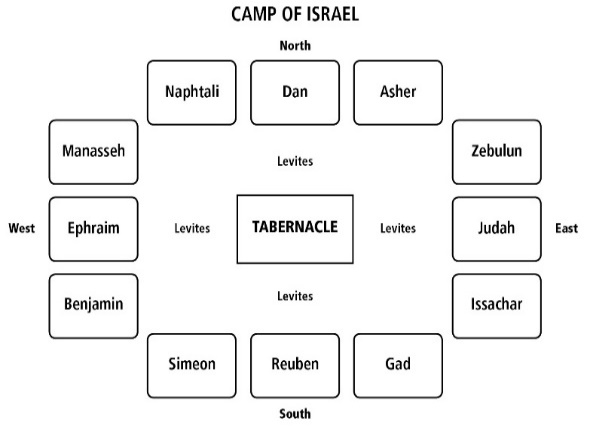 CAMP OF ISRAEL
North
Naphtali Dan Asher
Manasseh Levites Zebulun
West Ephraim Levites TABERNACLE Levites Judah East
Benjamin Levites Issachar
Simeon Reuben Gad
South